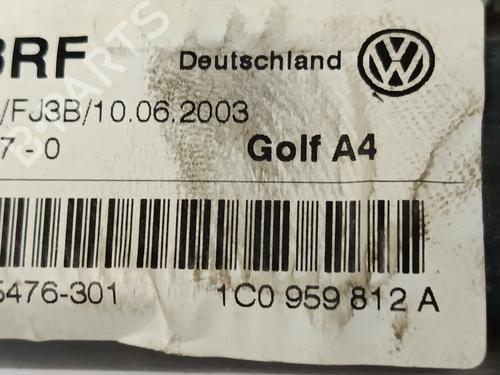 BRF Deutschland
/FJ3B/10.06.2003
7-0 Golf A4
5476-301 1C0 959 812 A